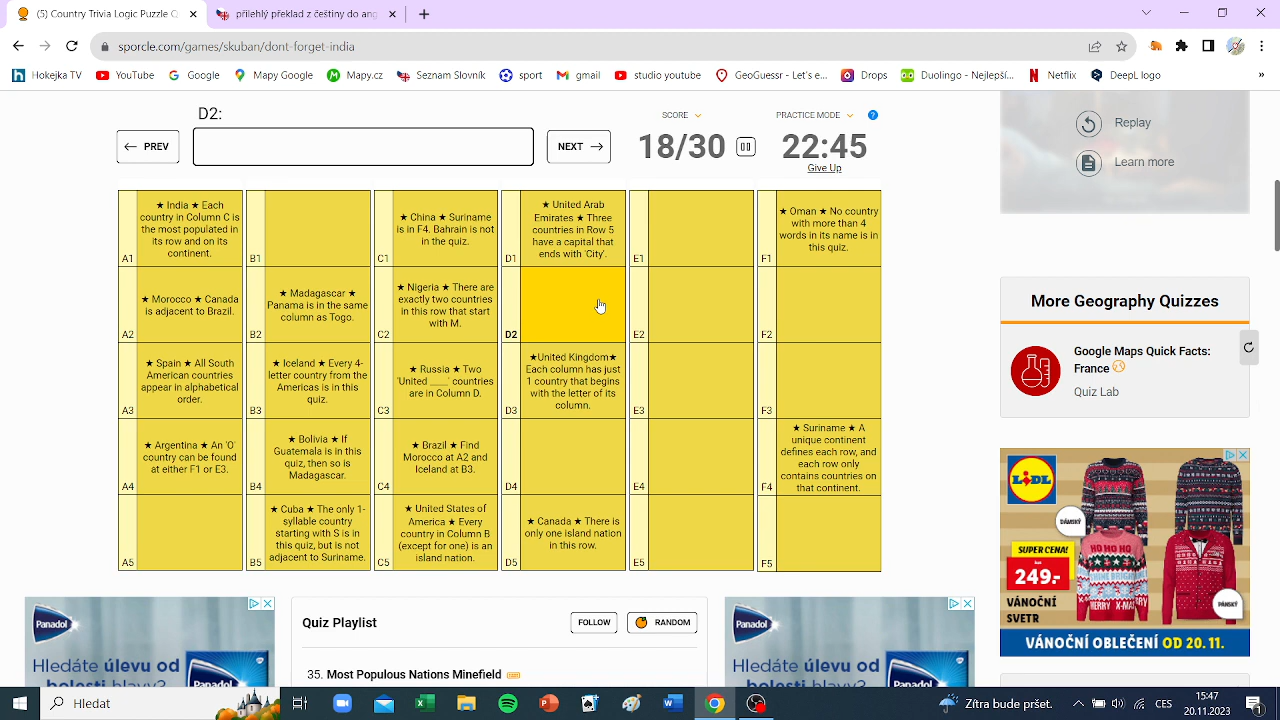 (5) Country Trivia Logic Puzzle C
Rychlý překlad z češtiny do ang
sporcle.com/games/skuban/dont-forget-india
Hokejka TV
YouTube
Google
Mapy Google
Mapy.cz
Seznam Slovník
sport
gmail
studio youtube
GeoGuessr - Let's e...
Drops
Duolingo - Nejlepší...
Netflix
DeepL logo
»
D2:
← PREV
NEXT →
SCORE
18/30
PRACTICE MODE
22:45
Give Up
A1
★ India ★ Each
country in Column C is
the most populated in
its row and on Its
continent.
B1
C1
★ China ★ Suriname
is in F4. Bahrain is not
in the quiz.
D1
★ United Arab
Emirates ★ Three
countries in Row 5
have a capital that
ends with 'City'.
E1
F1
★ Oman ★ No country
with more than 4
words in its name is in
this quiz.
A2
★ Morocco ★ Canada
is adjacent to Brazil.
B2
★ Madagascar ★
Panama is in the same
column as Togo.
C2
★ Nigeria ★ There are
exactly two countries
in this row that start
with M.
D2
E2
F2
A3
★ Spain ★ All South
American countries
appear in alphabetical
order.
B3
★ Iceland ★ Every 4-
letter country from the
Americas is in this
quiz.
C3
★ Russia ★ Two
'United ____' countries
are in Column D.
D3
★United Kingdom★
Each column has just
1 country that begins
with the letter of its
column.
E3
F3
A4
★ Argentina ★ An 'O'
country can be found
at either F1 or E3.
B4
★ Bolivia ★ If
Guatemala is in this
quiz, then so is
Madagascar.
C4
★ Brazil ★ Find
Morocco at A2 and
Iceland at B3.
D4
E4
F4
★ Suriname ★ A
unique continent
defines each row, and
each row only
contains countries on
that continent.
A5
B5
★ Cuba ★ The only 1-
syllable country
starting with S is in
this quiz, but is not
adjacent to Suriname.
C5
★ United States of
America ★ Every
country in Column B
(except for one) is an
island nation.
D5
★ Canada ★ There is
only one island nation
in this row.
E5
F5
Replay
Learn more
More Geography Quizzes
Google Maps Quick Facts:
France
Quiz Lab
LIDL
DÁMSKÝ
SUPER CENA!
249.-
VÁNOČNÍ
SVETR
DÁMSKÝ
VÁNOČNÍ OBLEČENÍ OD 20. 11.
Panadol
Hledáte úlevu od
bolesti hlavy?
Panadol
Quiz Playlist
FOLLOW
RANDOM
35. Most Populous Nations Minefield
Panadol
Hledáte úlevu od
bolesti hlavy?
Panadol
Hledat
Zítra bude pršet.
15:47
20.11.2023